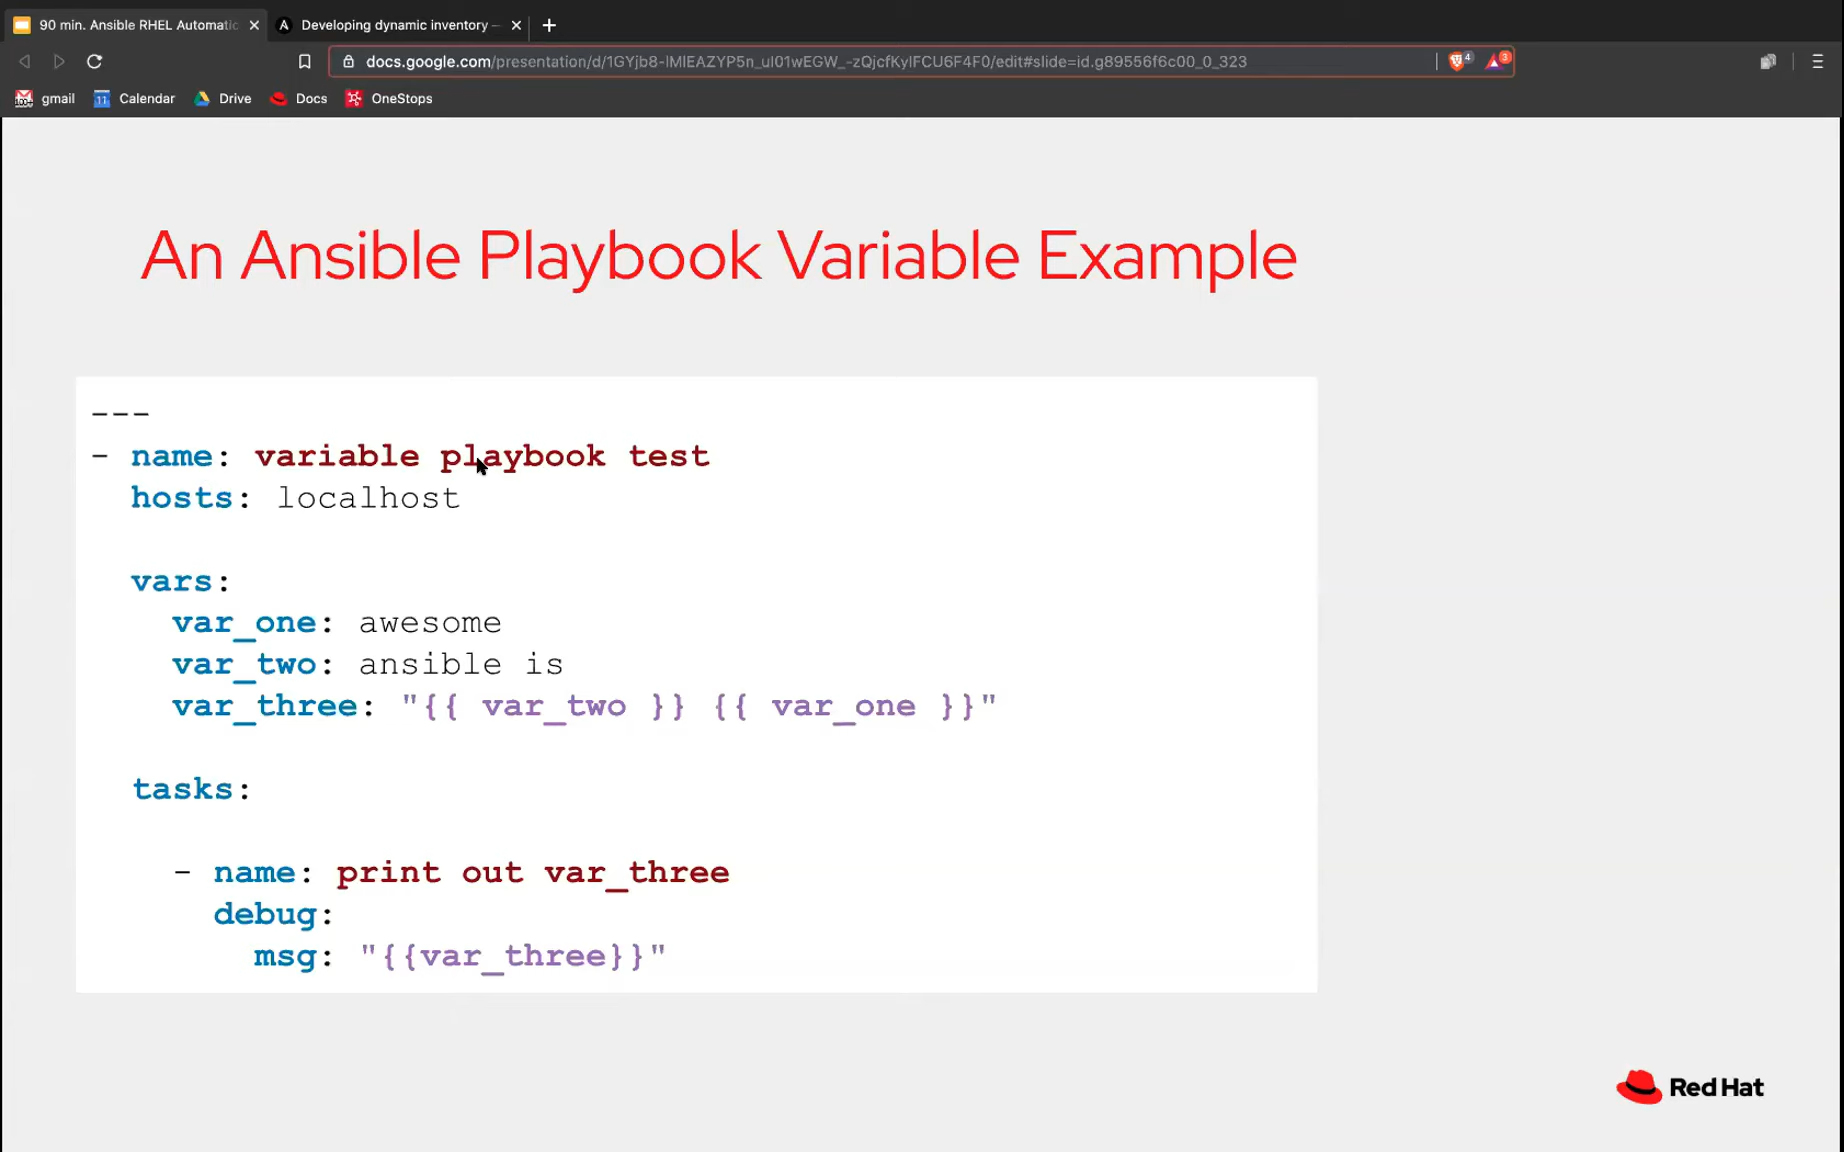 90 min. Ansible RHEL Automatic
Developing dynamic inventory –
docs.google.com/presentation/d/1GYjb8-lMlEAZYP5n_ul01wEGW_-zQjcfKylFCU6F4F0/edit#slide=id.g89556f6c00_0_323
4
3
gmail
Calendar
Drive
Docs
OneStops
An Ansible Playbook Variable Example
---
- name: variable playbook test
hosts: localhost
vars:
var_one: awesome
var_two: ansible is
var_three: "{{ var_two }} {{ var_one }}"
tasks:
- name: print out var_three
debug:
msg: "{{var_three}}"
Red Hat